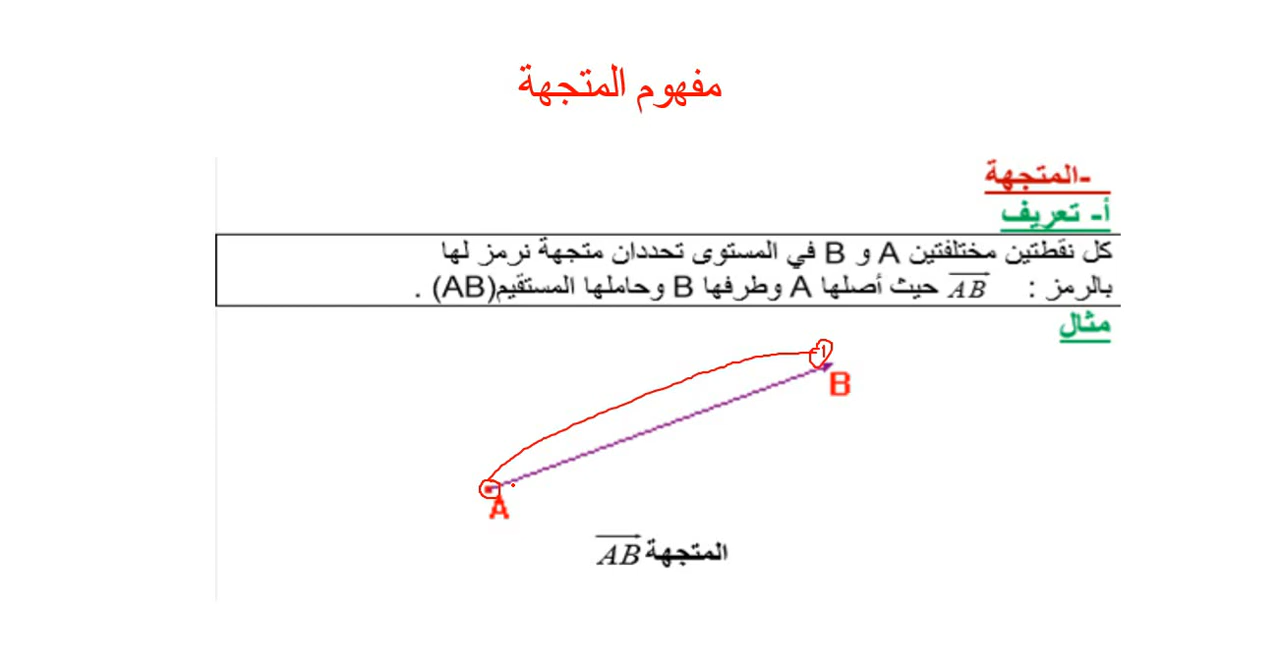 مفهوم المتجهة
-المتجهة
أ- تعريف
كل نقطتين مختلفتين A و B في المستوى تحددان متجهة نرمز لها
بالرمز : AB حيث أصلها A وطرفها B وحاملها المستقيم(AB) .
مثال
B
A
المتجهة AB